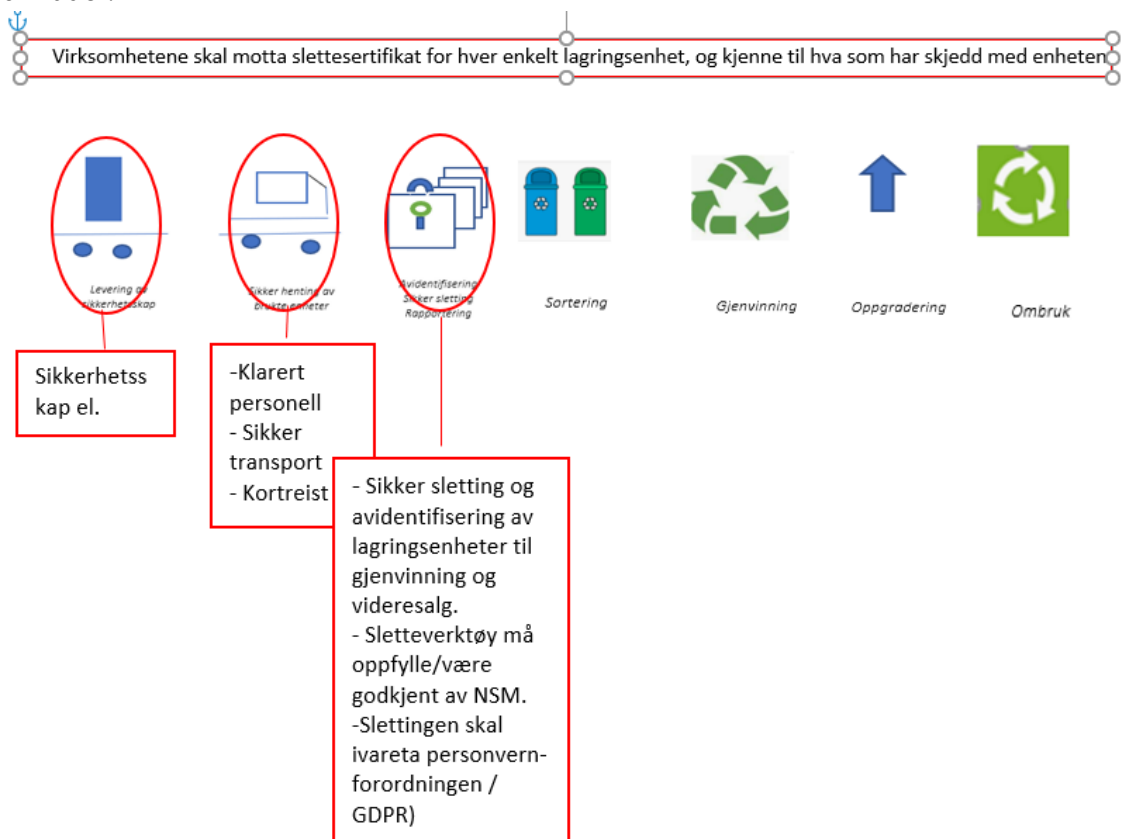 Virksomhetene skal motta slettesertifikat for hver enkelt lagringsenhet, og kjenne til hva som har skjedd med enheten
Levering av
sikkerhetsskap
Sikker henting av
brukte enheter
Avidentifisering
Sikker sletting
Rapportering
Sortering
Gjenvinning
Oppgradering
Ombruk
Sikkerhetss
kap el.
-Klarert
personell
- Sikker
transport
- Kortreist
- Sikker sletting og
avidentifisering av
lagringsenheter til
gjenvinning og
videresalg.
- Sletteverktøy må
oppfylle/være
godkjent av NSM.
-Slettingen skal
ivareta personvern-
forordningen /
GDPR)